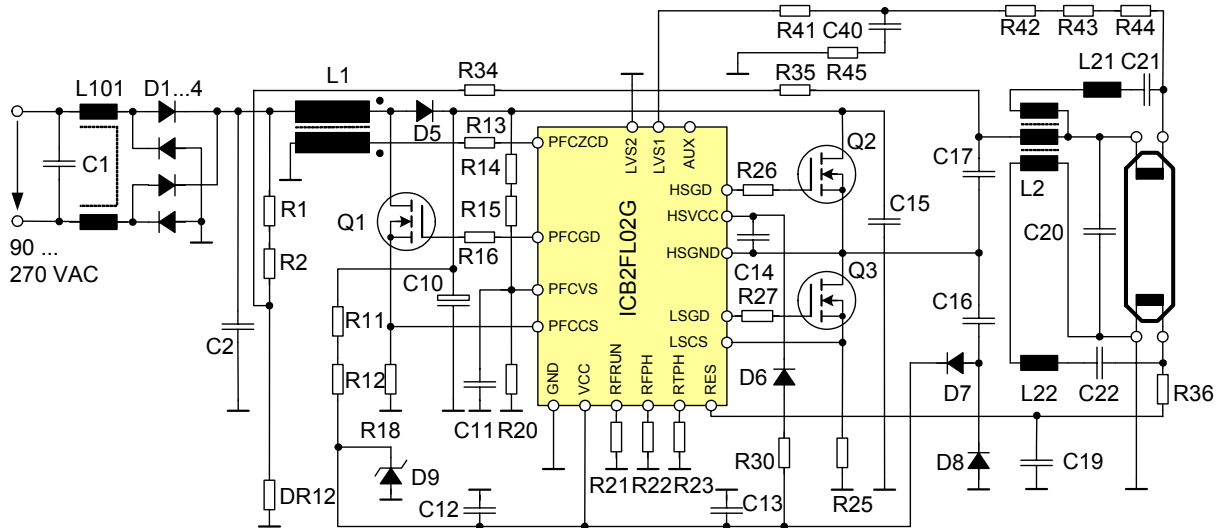 R41
C40
R42
R43
R44
R45
L101
D1...4
L1
R34
R35
L21
C21
C1
D5
R13
PFCZCD
LVS2
LVS1
AUX
Q2
R14
HSGD
R26
C17
L2
R1
Q1
R15
HSVCC
C15
R2
R16
PFCGD
ICB2FL02G
HSGND
C14
C20
90 ...
270 VAC
C10
PFCVS
Q3
C16
C2
R11
PFCCS
LSGD
R27
LSCS
R12
GND
VCC
RFRUN
RFPH
RTPH
RES
D6
D7
L22
C22
R36
R18
C11
R20
D9
R21
R22
R23
R30
R25
D8
C19
DR12
C12
C13